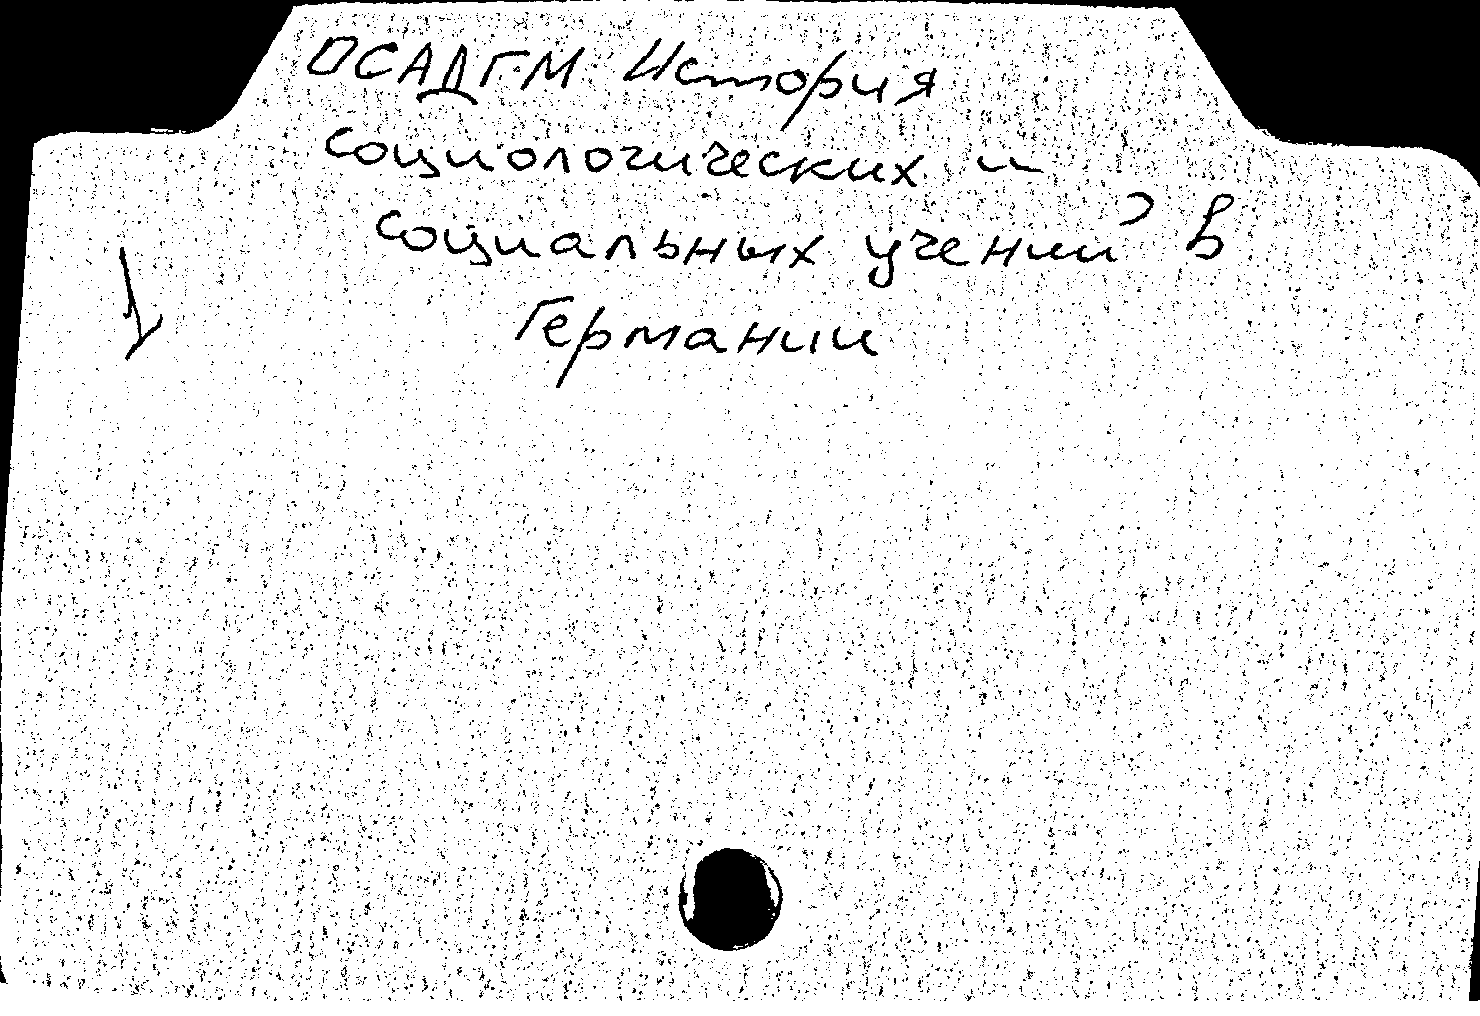 ОСАДГМ История
социологических и
социальных учений в
Германии